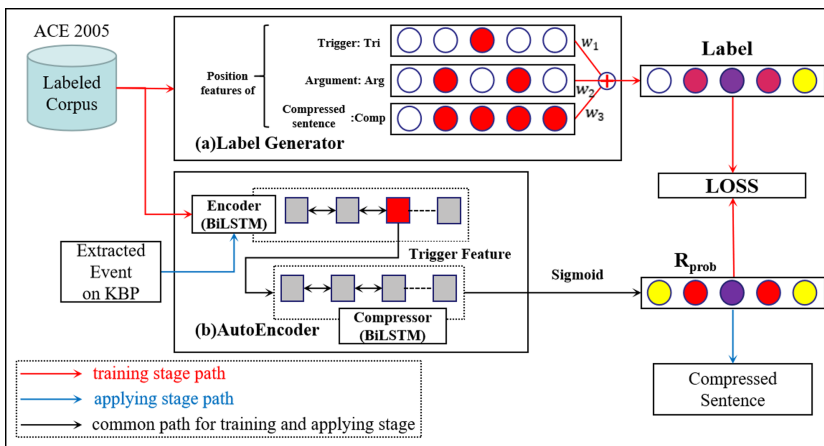 ACE 2005
Labeled
Corpus
Position
features of
Trigger: Tri
Argument: Arg
Compressed
sentence :Comp
w1
w2
w3
(a)Label Generator
Label
LOSS
Encoder
(BiLSTM)
Trigger Feature
Extracted
Event
on KBP
Compressor
(BiLSTM)
(b)AutoEncoder
Sigmoid
Rprob
Compressed
Sentence
training stage path
applying stage path
common path for training and applying stage